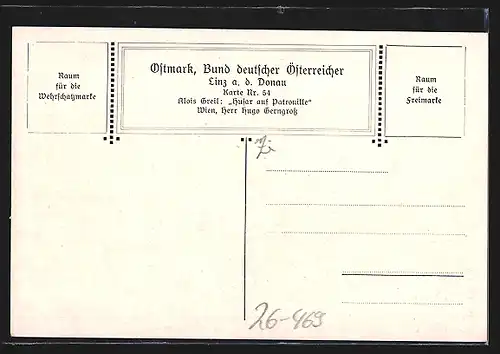 Raum
für die
Wehrschatzmarke
Ostmark, Bund deutscher Österreicher
Linz a. d. Donau
Karte Nr. 54
Alois Greil: „Husar auf Patrouille“
Wien, Herr Hugo Gerngroß
Raum
für die
Freimarke
26-469